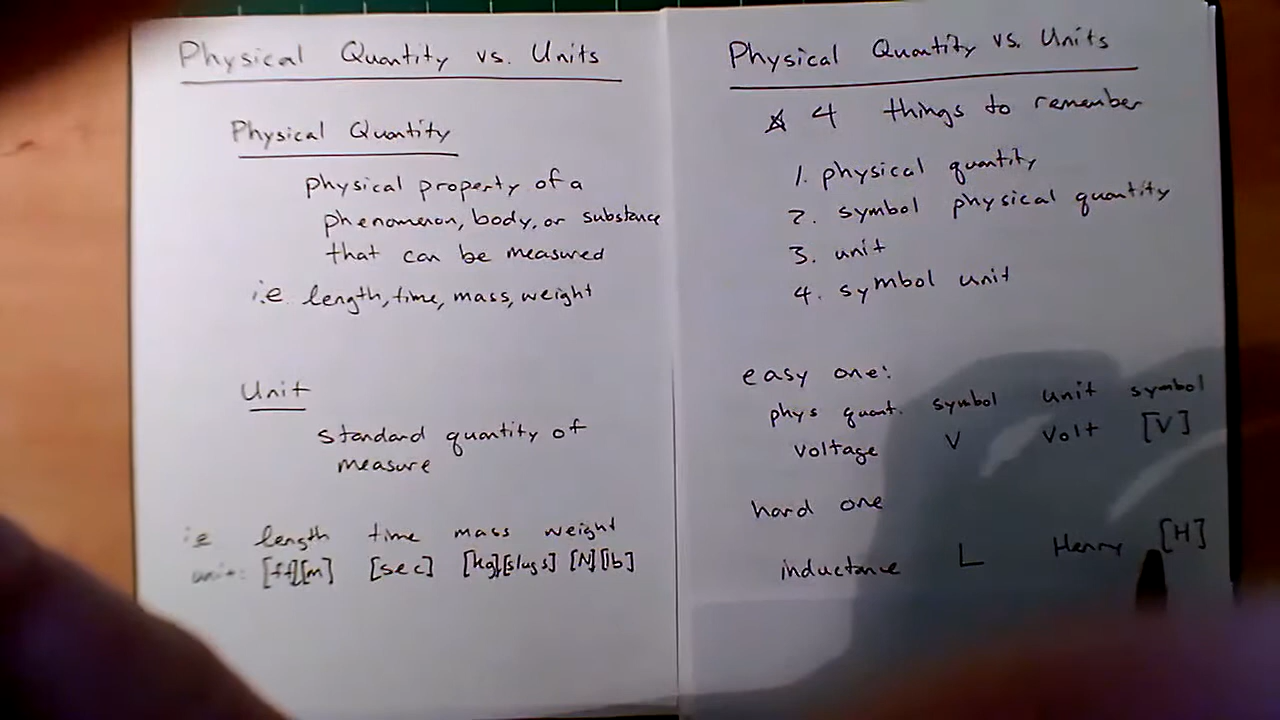 Physical Quantity vs. Units
Physical Quantity
physical property of a
phenomenon, body, or substance
that can be measured
i.e. length, time, mass, weight
Unit
standard quantity of
measure
i.e. length time mass weight
unit: [ft][m] [sec] [kg][slugs] [N][lb]
Physical Quantity vs. Units
☆ 4 things to remember
1. physical quantity
2. symbol physical quantity
3. unit
4. symbol unit
easy one:
phys quant. symbol unit symbol
voltage V Volt [V]
hard one
inductance L Henry [H]